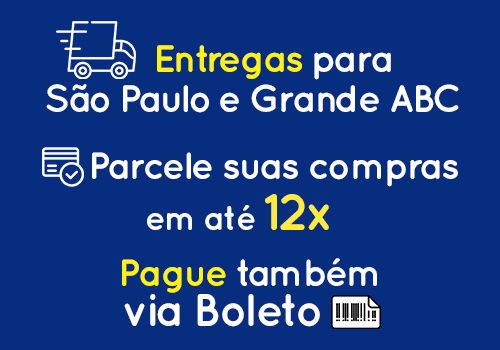 Entregas para
São Paulo e Grande ABC
Parcele suas compras
em até 12x
Pague também
via Boleto